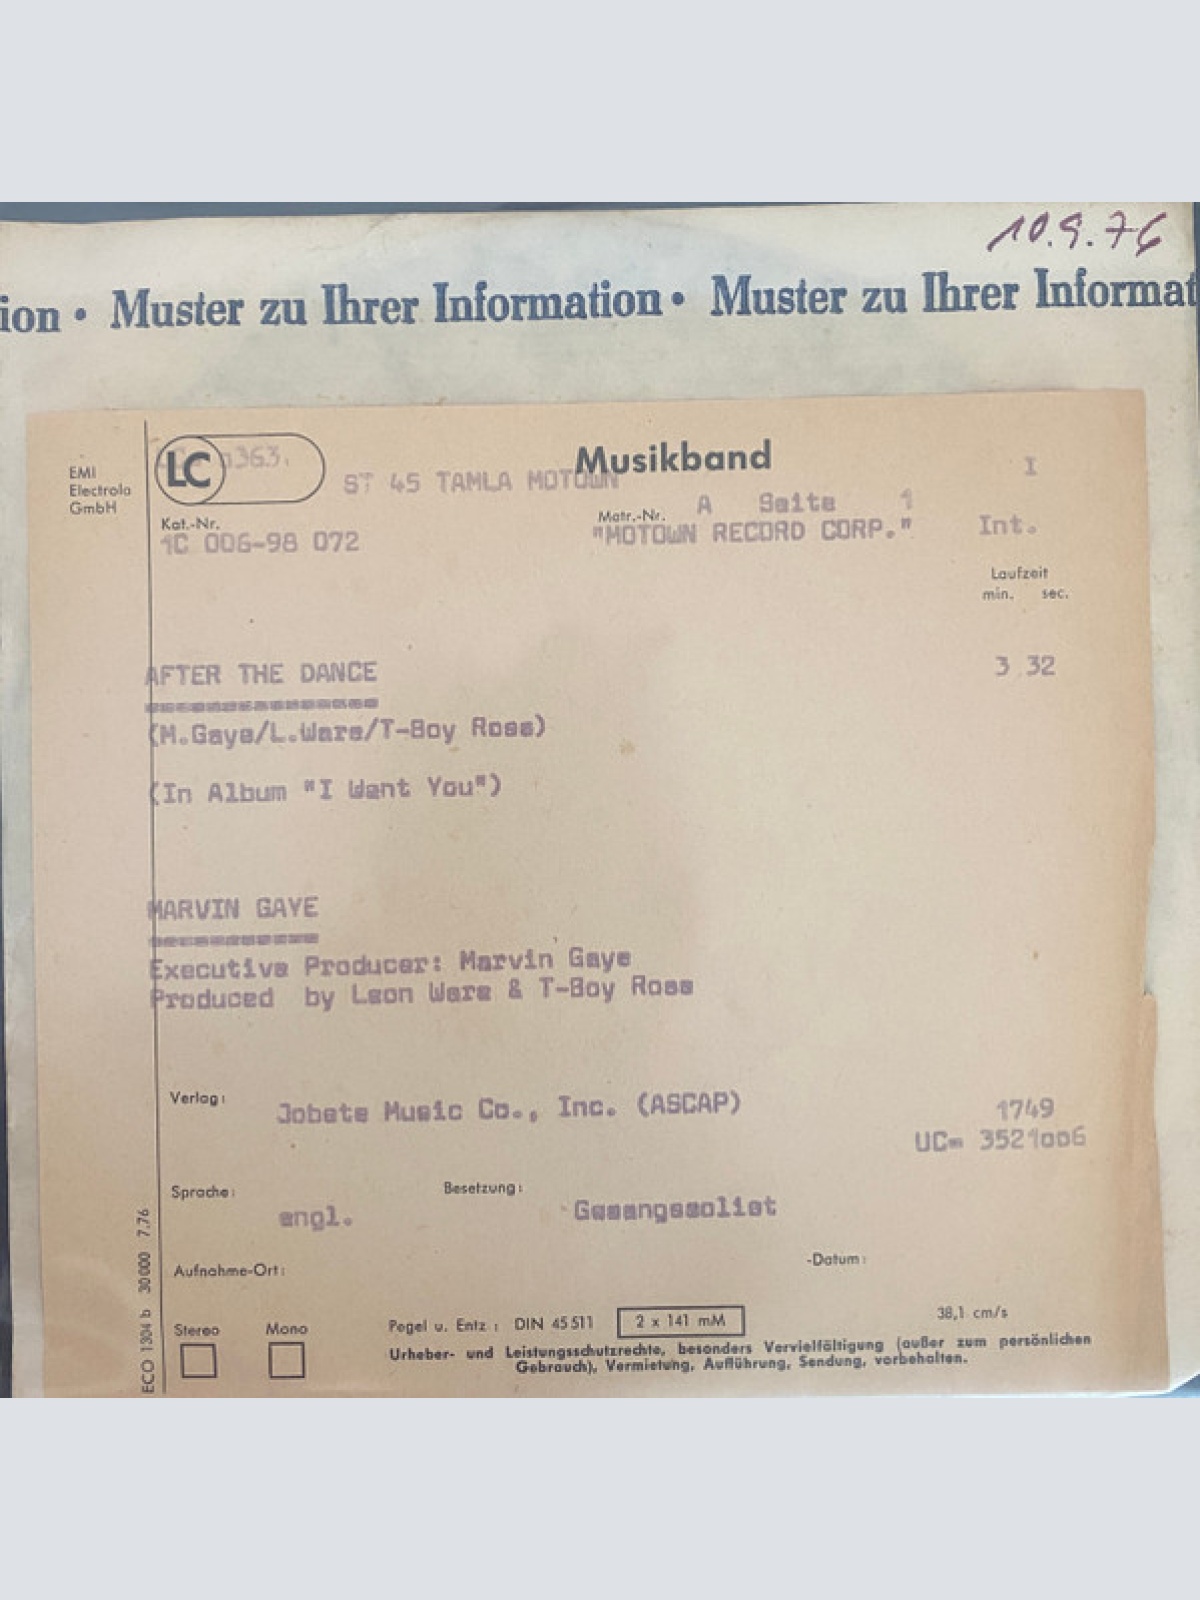 10.9.76
ion • Muster zu Ihrer Information • Muster zu Ihrer Informat
EMI
Electrola
GmbH
LC 363.
ST 45 TAMLA MOTOWN
Musikband
I
Kat.-Nr.
1C 006-98 072
Matr.-Nr. A Seite 1
"MOTOWN RECORD CORP."
Int.
Laufzeit
min. sec.
AFTER THE DANCE
3 32
(M.Gaye/L.Ware/T-Boy Ross)
(In Album "I Want You")
MARVIN GAYE
Executive Producer: Marvin Gaye
Produced by Leon Ware & T-Boy Ross
Verlag:
Jobete Music Co., Inc. (ASCAP)
1749
UC= 3521006
Sprache:
engl.
Besetzung:
Gesangssolist
Aufnahme-Ort:
-Datum:
Stereo
Mono
Pegel u. Entz : DIN 45511 2 x 141 mM 38,1 cm/s
Urheber- und Leistungsschutzrechte, besonders Vervielfältigung (außer zum persönlichen
Gebrauch), Vermietung, Aufführung, Sendung, vorbehalten.
ECO 1304 b 30 000 7.76